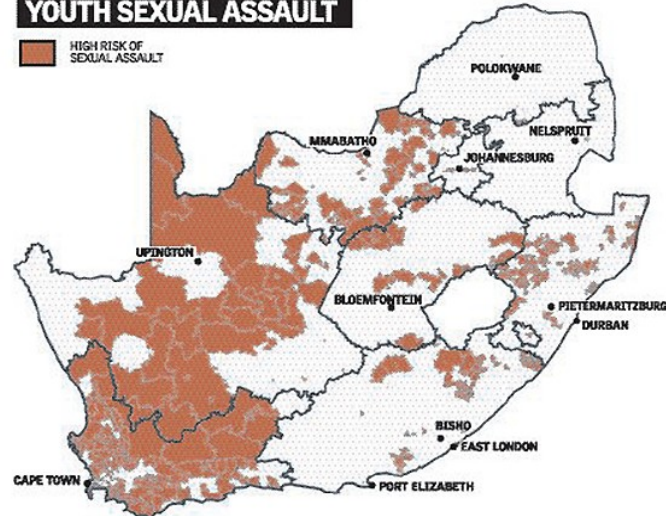 YOUTH SEXUAL ASSAULT
HIGH RISK OF
SEXUAL ASSAULT
POLOKWANE
NELSPRUIT
MMABATHO
JOHANNESBURG
UPINGTON
BLOEMFONTEIN
PIETERMARITZBURG
DURBAN
BISHO
EAST LONDON
CAPE TOWN
PORT ELIZABETH